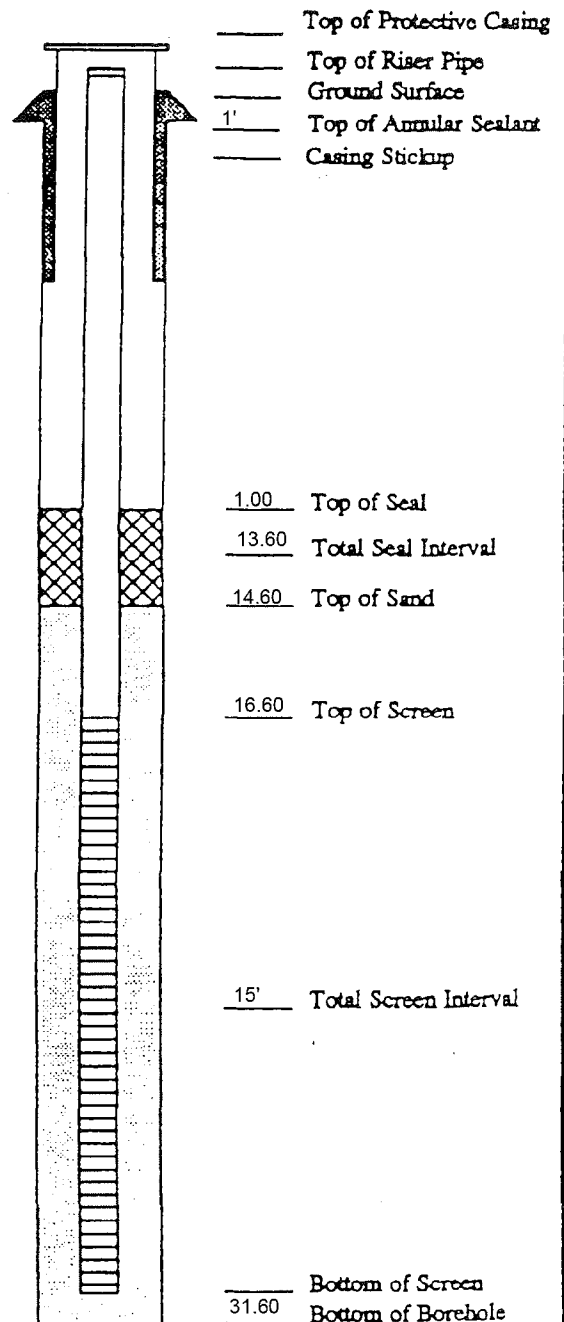 Top of Protective Casing
Top of Riser Pipe
Ground Surface
1' Top of Annular Sealant
Casing Stickup
1.00 Top of Seal
13.60 Total Seal Interval
14.60 Top of Sand
16.60 Top of Screen
15' Total Screen Interval
Bottom of Screen
31.60 Bottom of Borehole